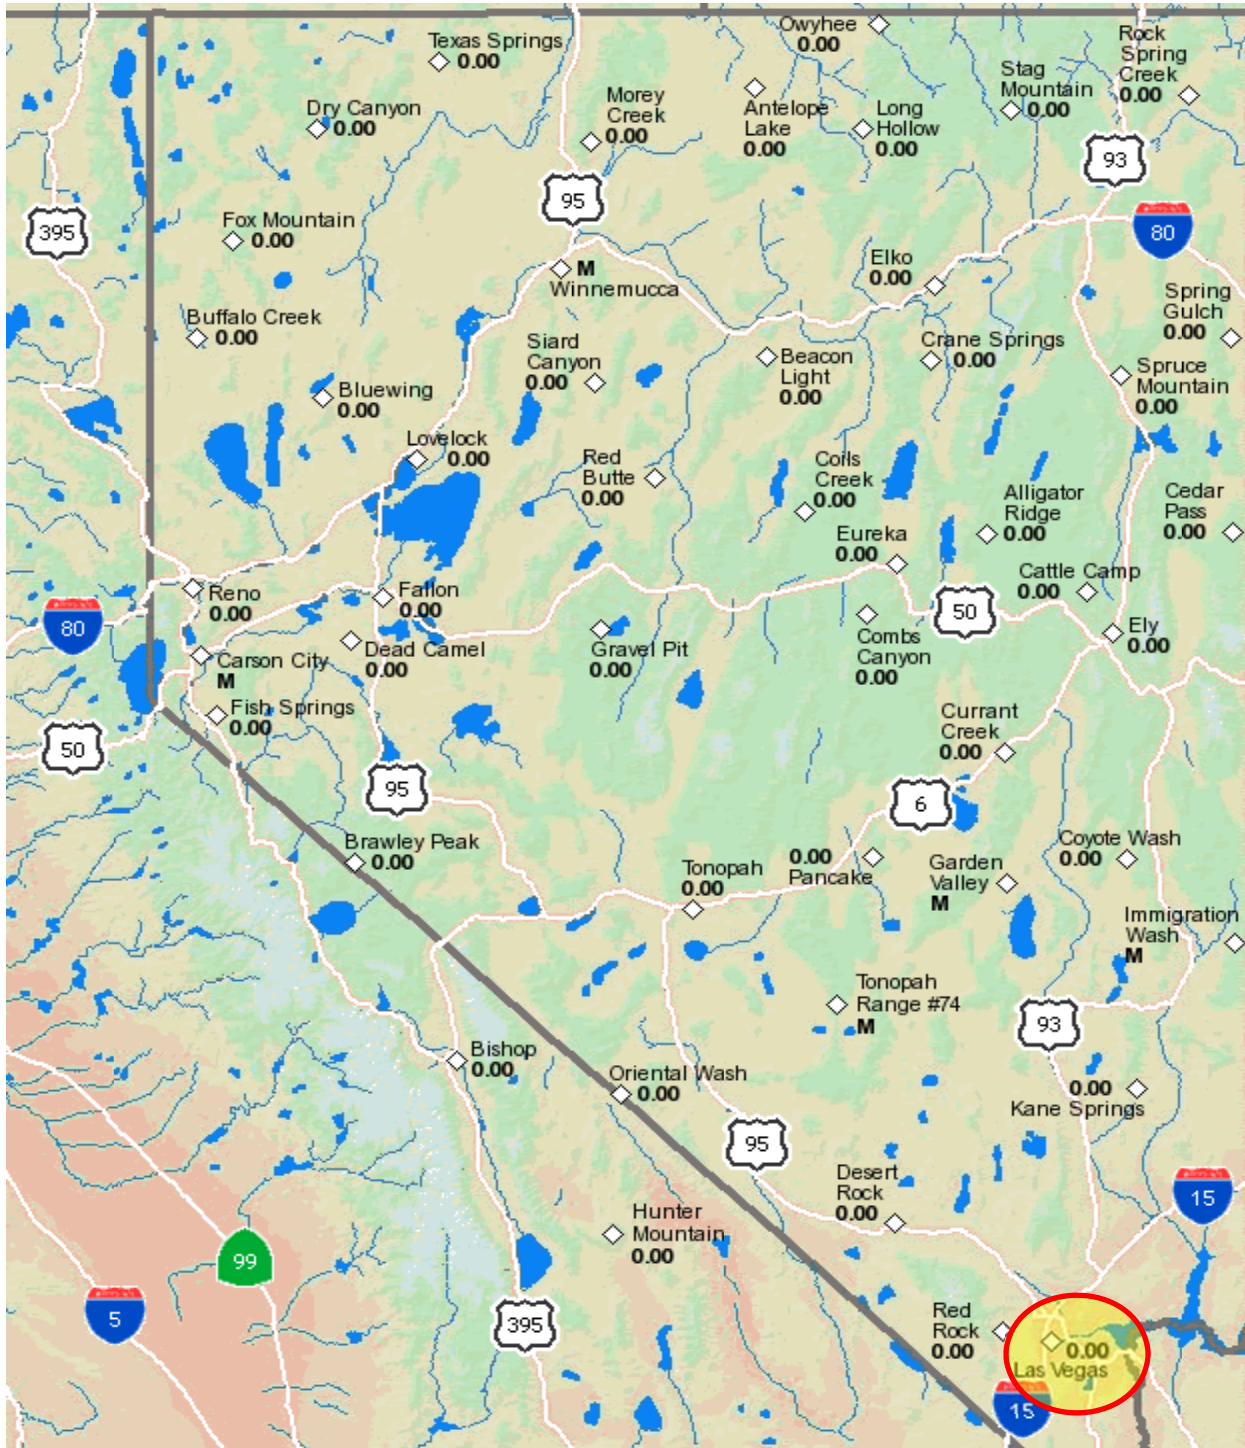 Owyhee
0.00
Texas Springs
0.00
Rock
Spring
Creek
0.00
Stag
Mountain
0.00
Dry Canyon
0.00
Morey
Creek
0.00
Antelope
Lake
0.00
Long
Hollow
0.00
93
95
395
Fox Mountain
0.00
80
Elko
0.00
M
Winnemucca
Spring
Gulch
0.00
Buffalo Creek
0.00
Siard
Canyon
0.00
Beacon
Light
0.00
Crane Springs
0.00
Spruce
Mountain
0.00
Bluewing
0.00
Lovelock
0.00
Red
Butte
0.00
Coils
Creek
0.00
Alligator
Ridge
0.00
Cedar
Pass
0.00
Eureka
0.00
Cattle Camp
0.00
Reno
0.00
Fallon
0.00
80
50
Dead Camel
0.00
Gravel Pit
0.00
Combs
Canyon
0.00
Ely
0.00
Carson City
M
Fish Springs
0.00
50
Currant
Creek
0.00
95
6
Brawley Peak
0.00
Tonopah
0.00
0.00
Pancake
Garden
Valley
M
Coyote Wash
0.00
Immigration
Wash
M
Tonopah
Range #74
M
93
Bishop
0.00
Oriental Wash
0.00
0.00
Kane Springs
95
Desert
Rock
0.00
15
Hunter
Mountain
0.00
99
5
395
Red
Rock
0.00
0.00
Las Vegas
15